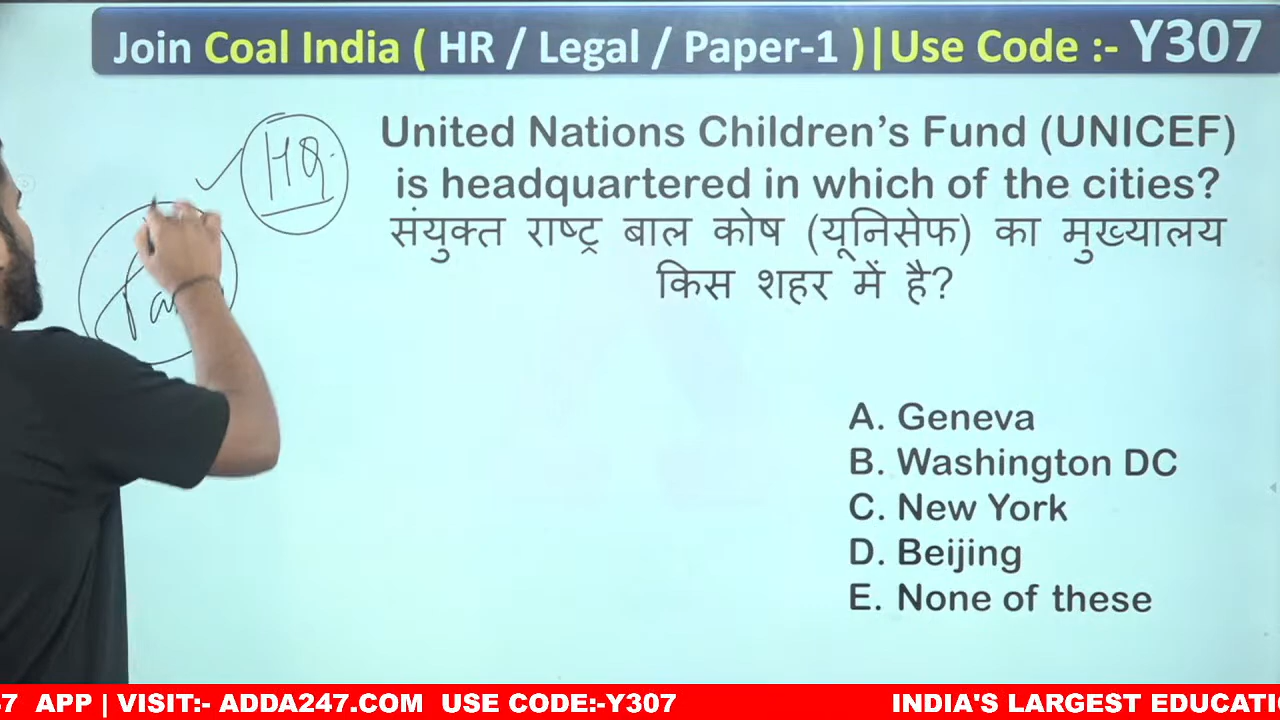 Join Coal India ( HR / Legal / Paper-1 )|Use Code :- Y307
HQ
United Nations Children’s Fund (UNICEF)
is headquartered in which of the cities?
संयुक्त राष्ट्र बाल कोष (यूनिसेफ) का मुख्यालय
किस शहर में है?
A. Geneva
B. Washington DC
C. New York
D. Beijing
E. None of these
7 APP | VISIT:- ADDA247.COM USE CODE:-Y307 INDIA'S LARGEST EDUCATI